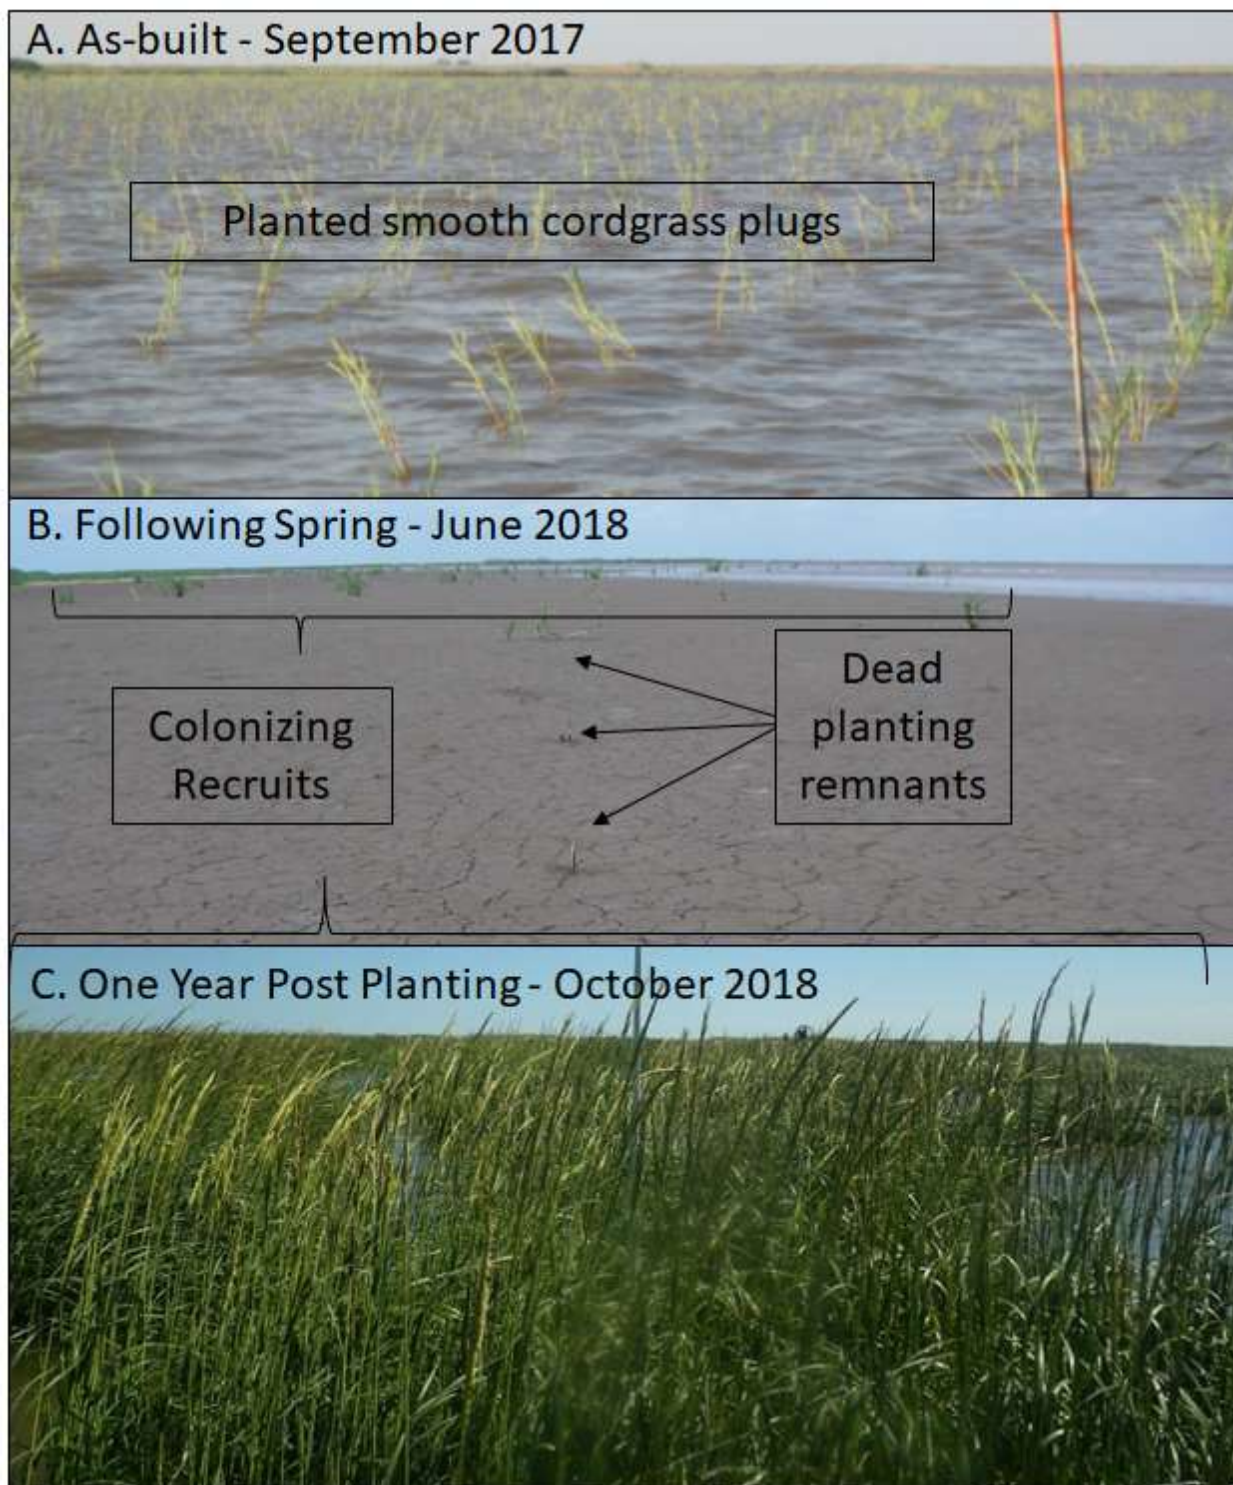 A. As-built - September 2017
Planted smooth cordgrass plugs
B. Following Spring - June 2018
Colonizing
Recruits
Dead
planting
remnants
C. One Year Post Planting - October 2018